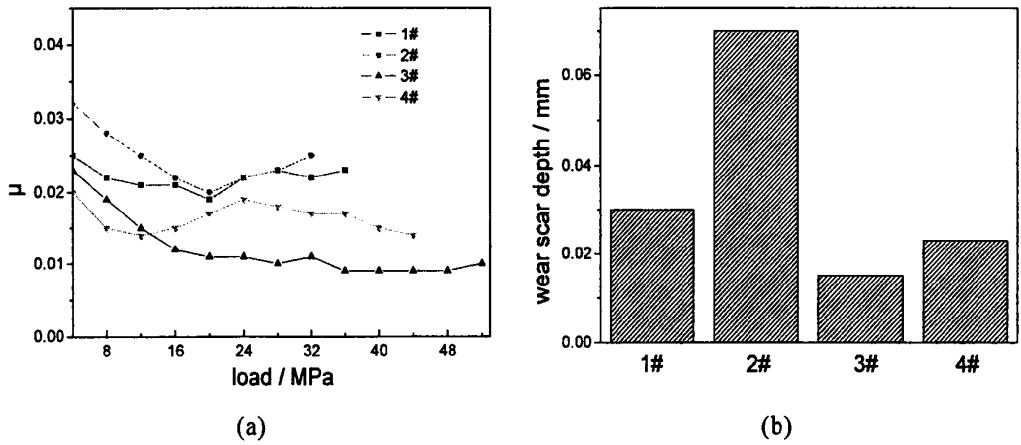 0.04
0.03
0.02
0.01
0.00
μ
8 16 24 32 40 48
load / MPa
1#
2#
3#
4#
(a)
0.06
0.04
0.02
0.00
wear scar depth / mm
1# 2# 3# 4#
(b)